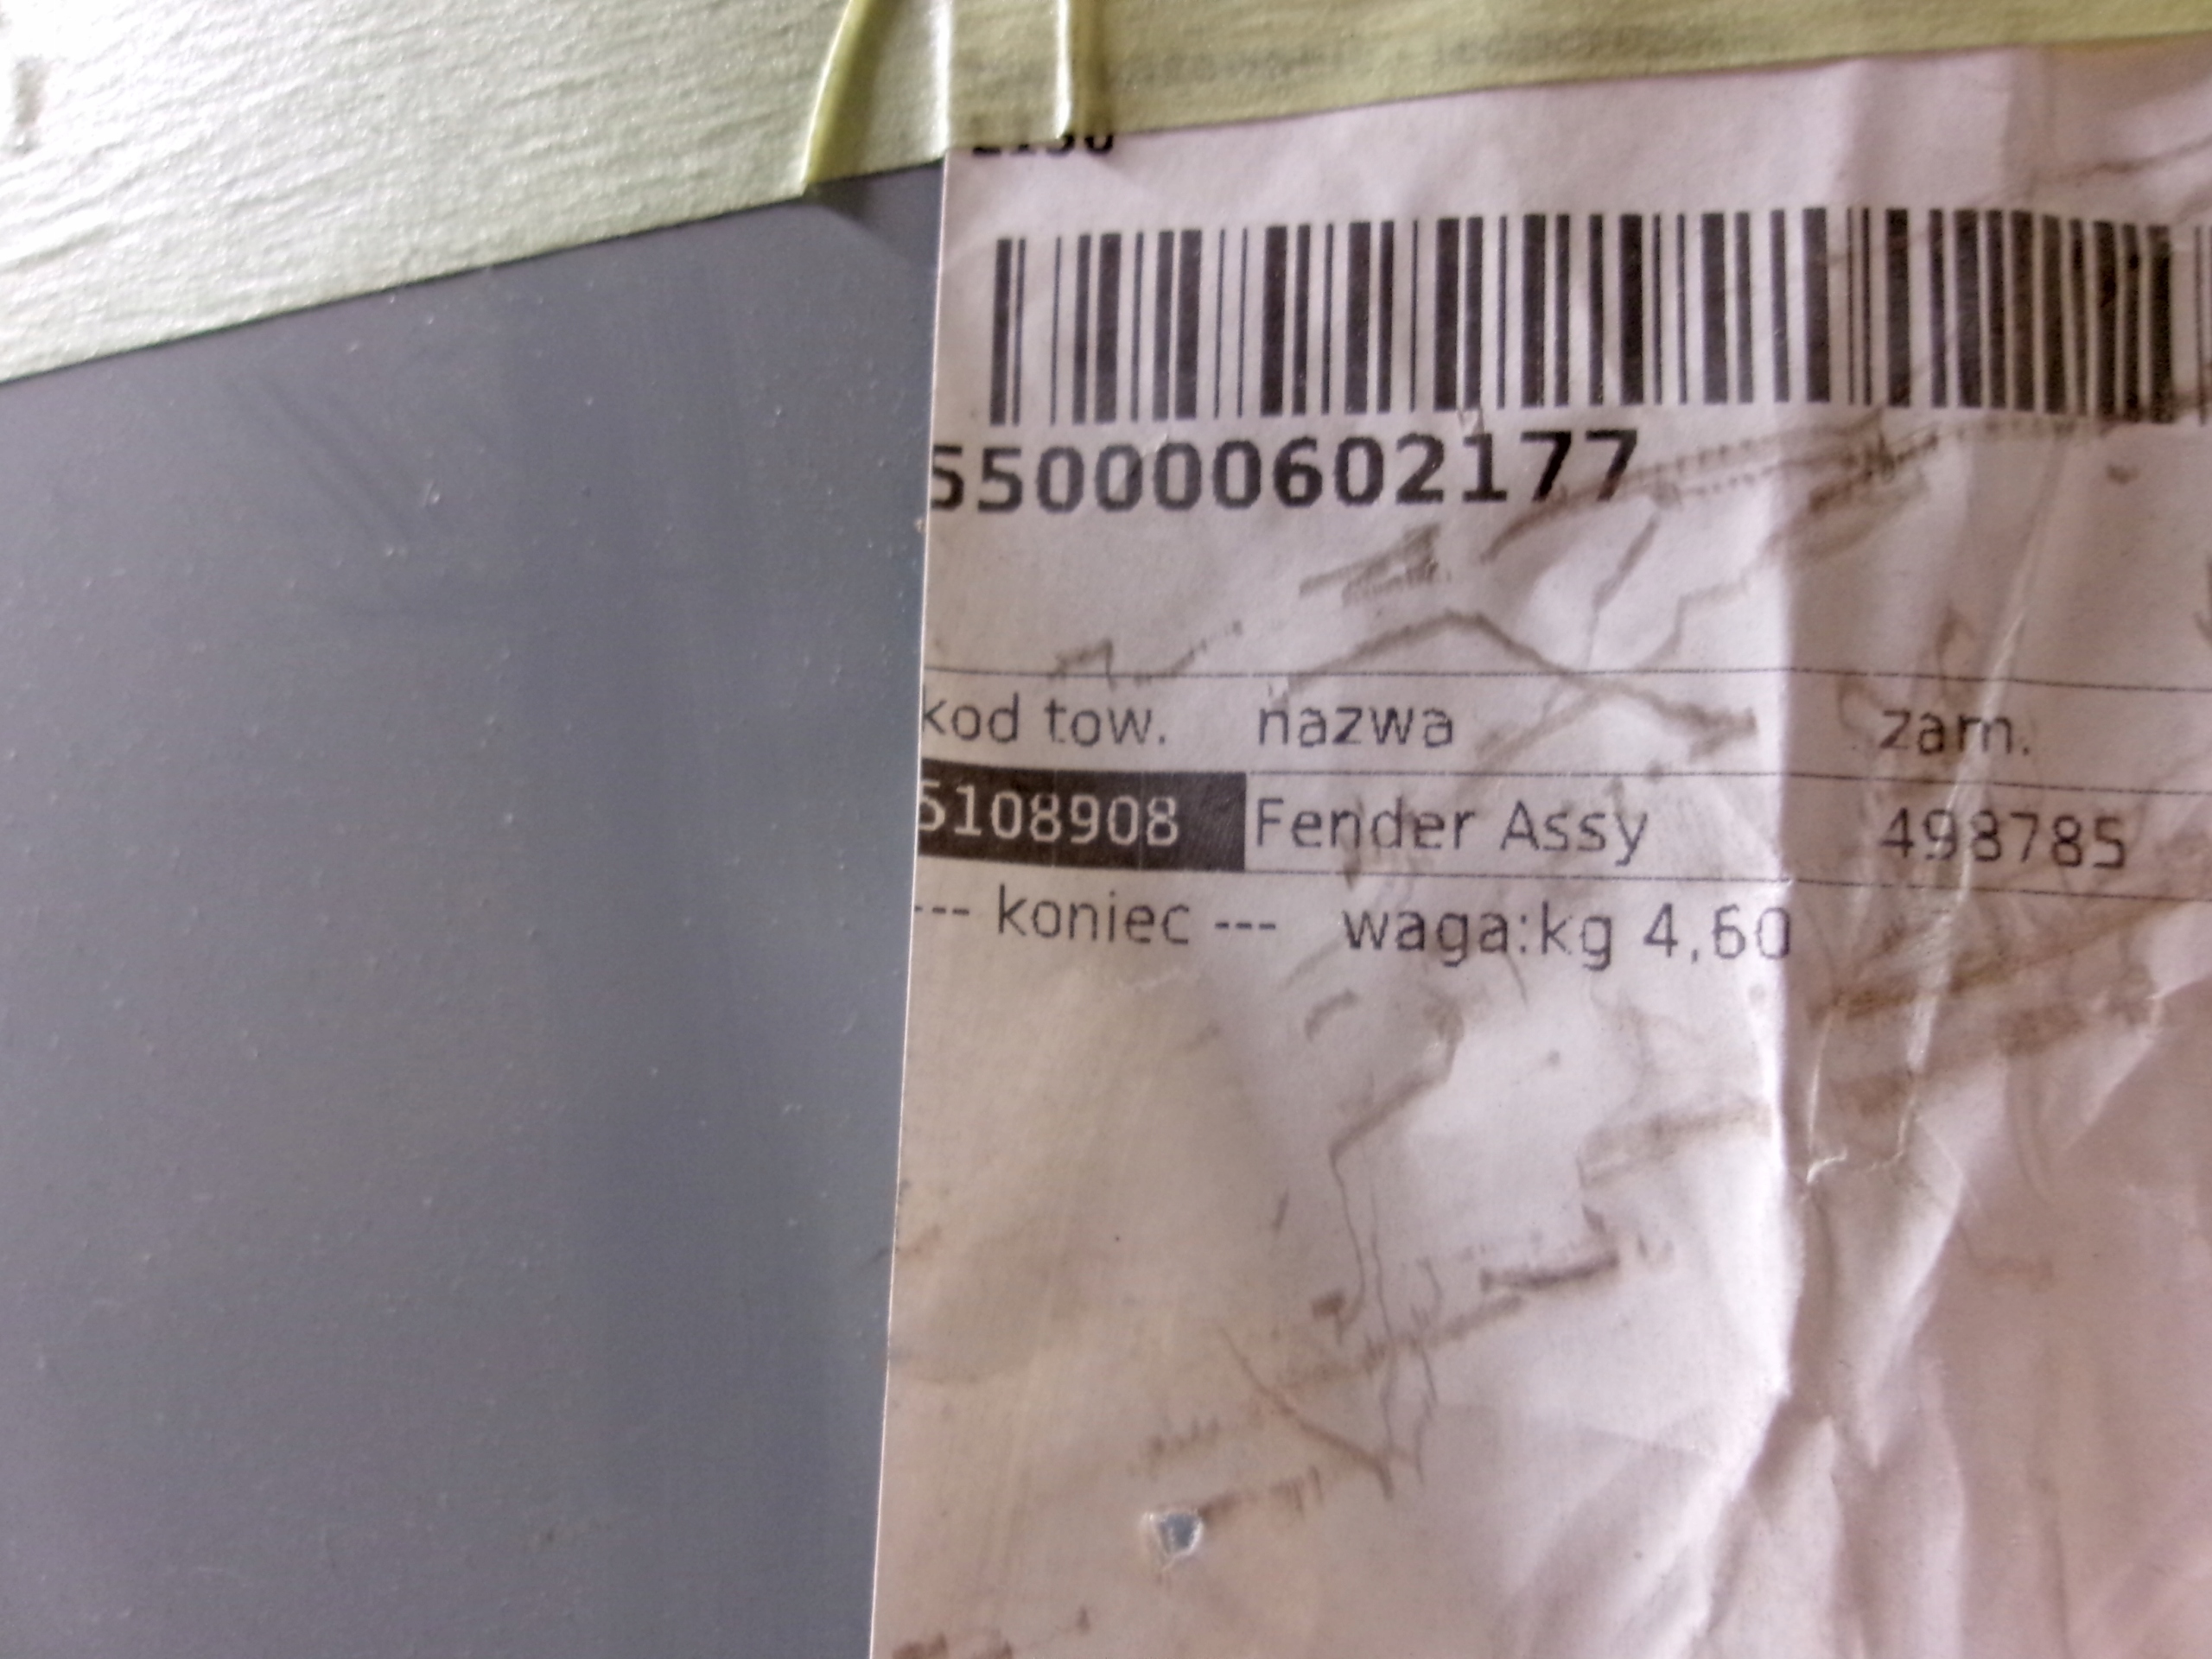 550000602177
kod tow. nazwa zam.
5108908 Fender Assy 498785
--- koniec --- waga:kg 4,60